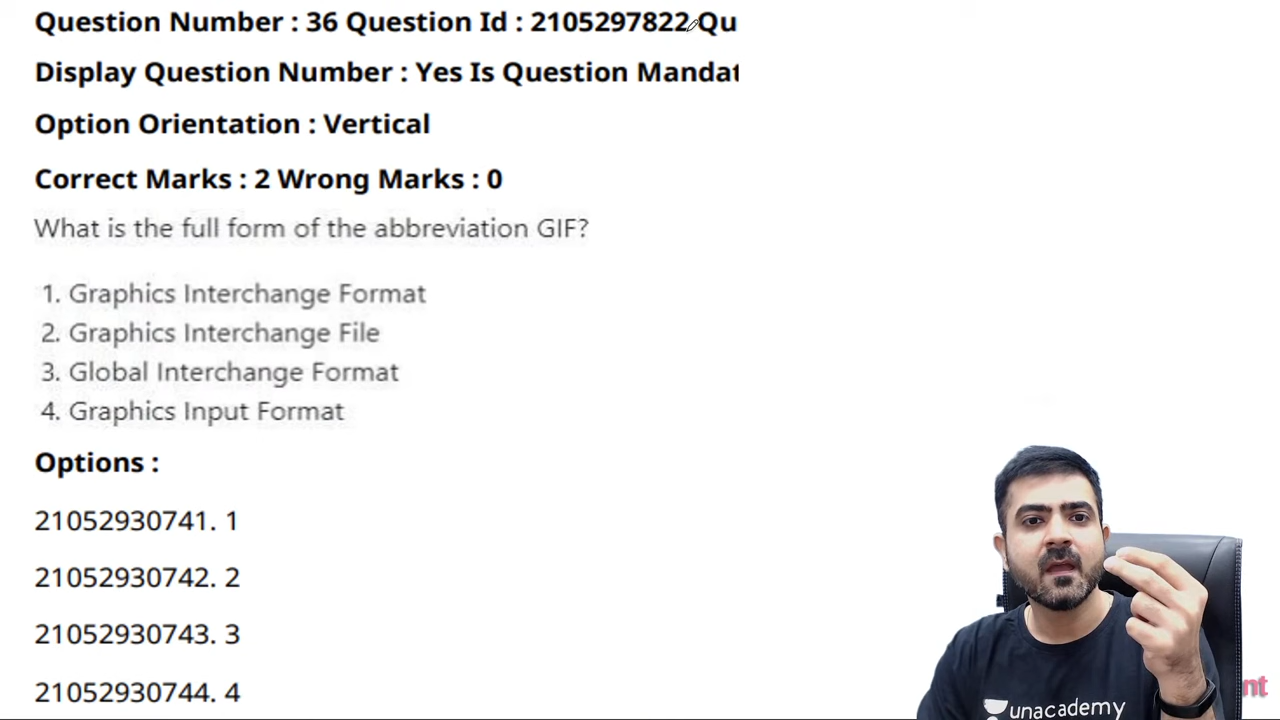 Question Number : 36 Question Id : 2105297822 Qu
Display Question Number : Yes Is Question Mandat
Option Orientation : Vertical
Correct Marks : 2 Wrong Marks : 0
What is the full form of the abbreviation GIF?
1. Graphics Interchange Format
2. Graphics Interchange File
3. Global Interchange Format
4. Graphics Input Format
Options :
21052930741. 1
21052930742. 2
21052930743. 3
21052930744. 4
unacademy
nt